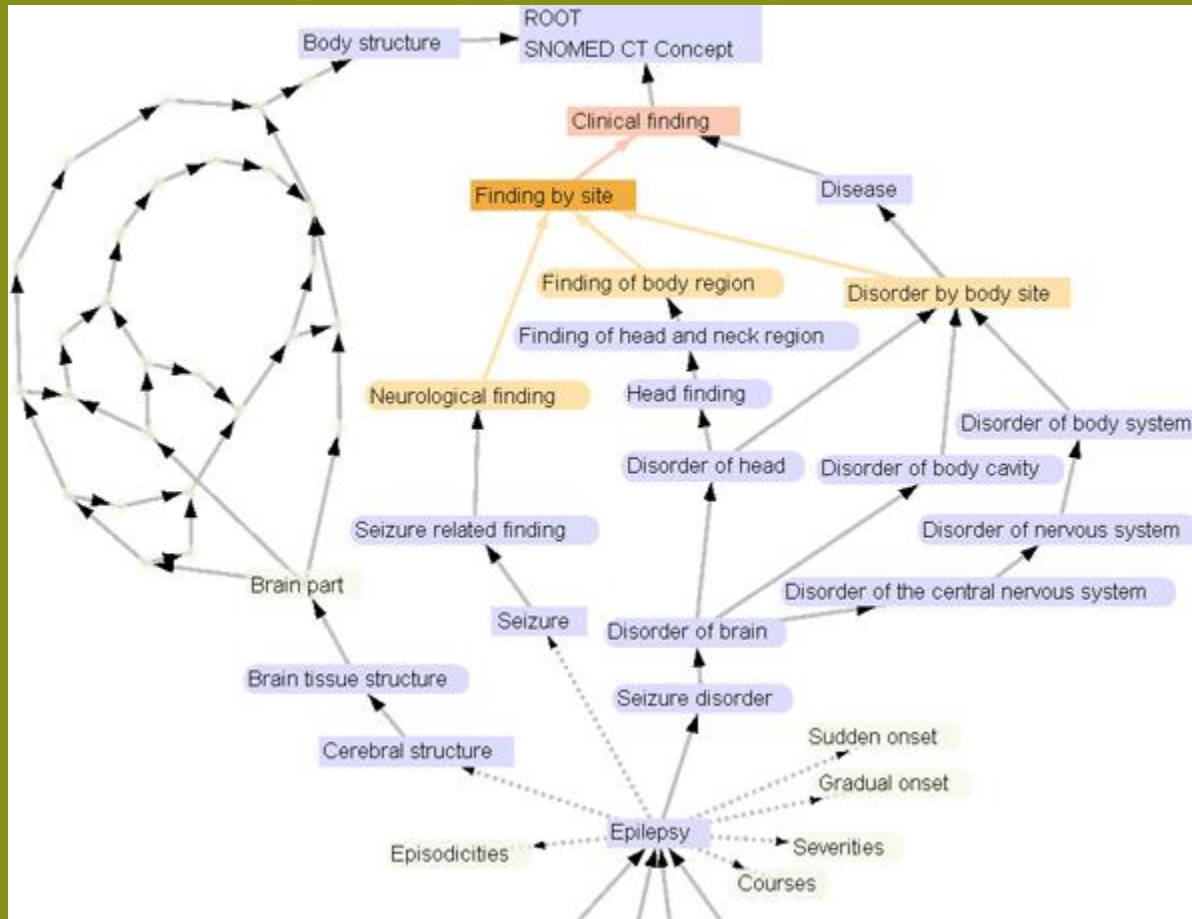 ROOT
SNOMED CT Concept
Body structure
Clinical finding
Disease
Finding by site
Finding of body region
Disorder by body site
Finding of head and neck region
Neurological finding
Head finding
Disorder of body system
Disorder of head
Disorder of body cavity
Seizure related finding
Disorder of nervous system
Brain part
Disorder of the central nervous system
Seizure
Disorder of brain
Brain tissue structure
Seizure disorder
Cerebral structure
Sudden onset
Gradual onset
Epilepsy
Episodicities
Severities
Courses